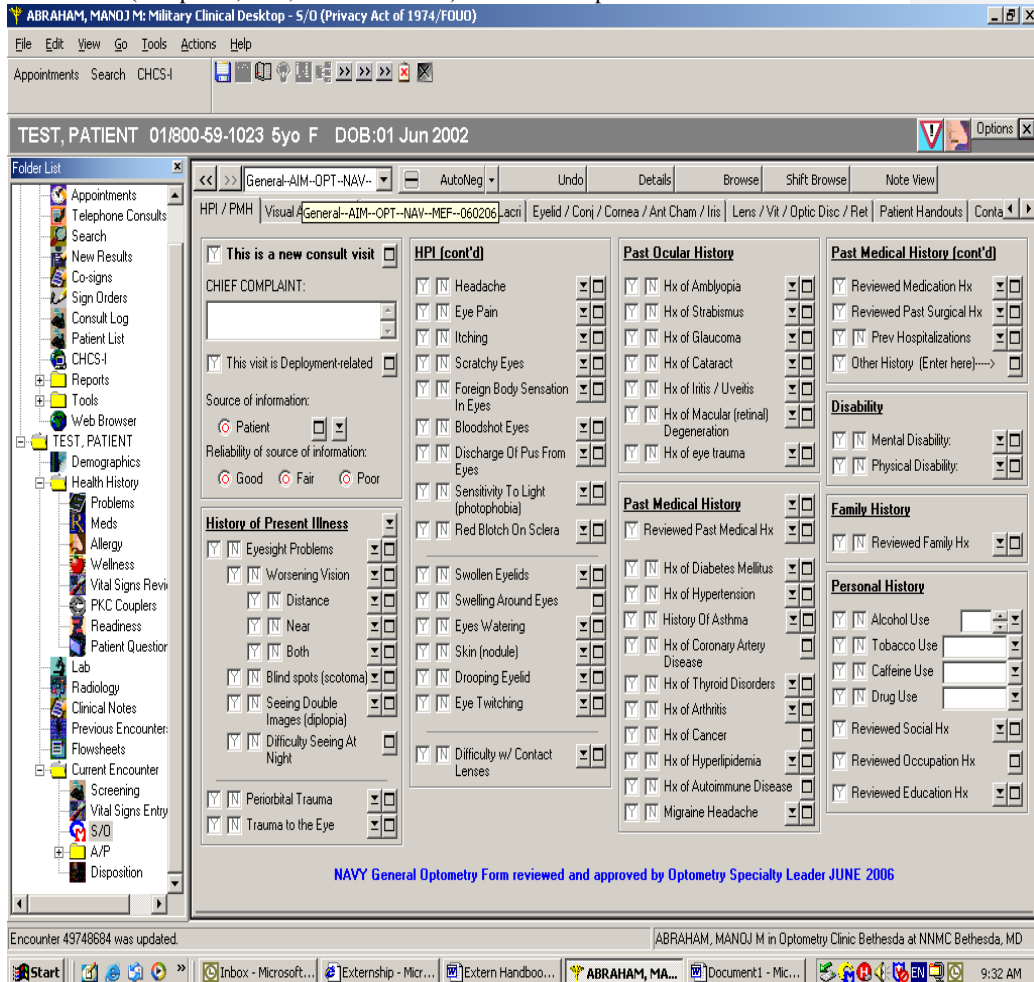 ABRAHAM, MANOJ M: Military Clinical Desktop - S/O (Privacy Act of 1974/FOUO)
File Edit View Go Tools Actions Help
Appointments Search CHCS-I
TEST, PATIENT 01/800-59-1023 5yo F DOB:01 Jun 2002
Options
Folder List
Appointments
Telephone Consults
Search
New Results
Co-signs
Sign Orders
Consult Log
Patient List
CHCS-I
Reports
Tools
Web Browser
TEST, PATIENT
Demographics
Health History
Problems
Meds
Allergy
Wellness
Vital Signs Revi
PKC Couplers
Readiness
Patient Question
Lab
Radiology
Clinical Notes
Previous Encounter
Flowsheets
Current Encounter
Screening
Vital Signs Entry
S/O
A/P
Disposition
<< >> General--AIM--OPT--NAV-- AutoNeg Undo Details Browse Shift Browse Note View
HPI / PMH Visual A General--AIM--OPT--NAV--MEF--060206 Lacri Eyelid / Conj / Cornea / Ant Cham / Iris Lens / Vit / Optic Disc / Ret Patient Handouts Conta
Y This is a new consult visit
CHIEF COMPLAINT:
Y This visit is Deployment-related
Source of information:
Patient
Reliability of source of information:
Good Fair Poor
History of Present Illness
Y N Eyesight Problems
Y N Worsening Vision
Y N Distance
Y N Near
Y N Both
Y N Blind spots (scotoma)
Y N Seeing Double
Images (diplopia)
Y N Difficulty Seeing At
Night
Y N Periorbital Trauma
Y N Trauma to the Eye
HPI (cont'd)
Y N Headache
Y N Eye Pain
Y N Itching
Y N Scratchy Eyes
Y N Foreign Body Sensation
In Eyes
Y N Bloodshot Eyes
Y N Discharge Of Pus From
Eyes
Y N Sensitivity To Light
(photophobia)
Y N Red Blotch On Sclera
Y N Swollen Eyelids
Y N Swelling Around Eyes
Y N Eyes Watering
Y N Skin (nodule)
Y N Drooping Eyelid
Y N Eye Twitching
Y N Difficulty w/ Contact
Lenses
Past Ocular History
Y N Hx of Amblyopia
Y N Hx of Strabismus
Y N Hx of Glaucoma
Y N Hx of Cataract
Y N Hx of Iritis / Uveitis
Y N Hx of Macular (retinal)
Degeneration
Y N Hx of eye trauma
Past Medical History
Y Reviewed Past Medical Hx
Y N Hx of Diabetes Mellitus
Y N Hx of Hypertension
Y N History Of Asthma
Y N Hx of Coronary Artery
Disease
Y N Hx of Thyroid Disorders
Y N Hx of Arthritis
Y N Hx of Cancer
Y N Hx of Hyperlipidemia
Y N Hx of Autoimmune Disease
Y N Migraine Headache
Past Medical History (cont'd)
Y Reviewed Medication Hx
Y Reviewed Past Surgical Hx
Y N Prev Hospitalizations
Y Other History (Enter here)---->
Disability
Y N Mental Disability:
Y N Physical Disability:
Family History
Y N Reviewed Family Hx
Personal History
Y N Alcohol Use
Y N Tobacco Use
Y N Caffeine Use
Y N Drug Use
Y Reviewed Social Hx
Y Reviewed Occupation Hx
Y Reviewed Education Hx
NAVY General Optometry Form reviewed and approved by Optometry Specialty Leader JUNE 2006
Encounter 49748684 was updated. ABRAHAM, MANOJ M in Optometry Clinic Bethesda at NNMC Bethesda, MD
Start » Inbox - Microsoft... Externship - Micr... Extern Handboo... ABRAHAM, MA... Document1 - Mic... EN 9:32 AM